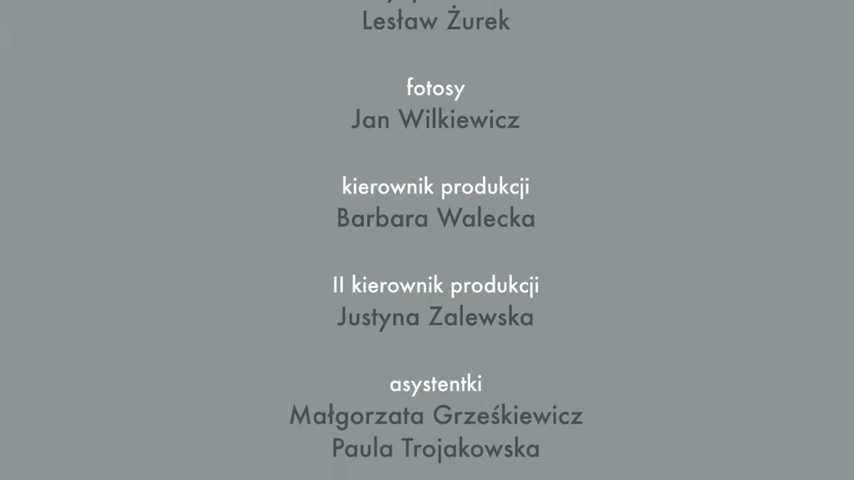 Lesław Żurek
fotosy
Jan Wilkiewicz
kierownik produkcji
Barbara Walecka
II kierownik produkcji
Justyna Zalewska
asystentki
Małgorzata Grześkiewicz
Paula Trojakowska